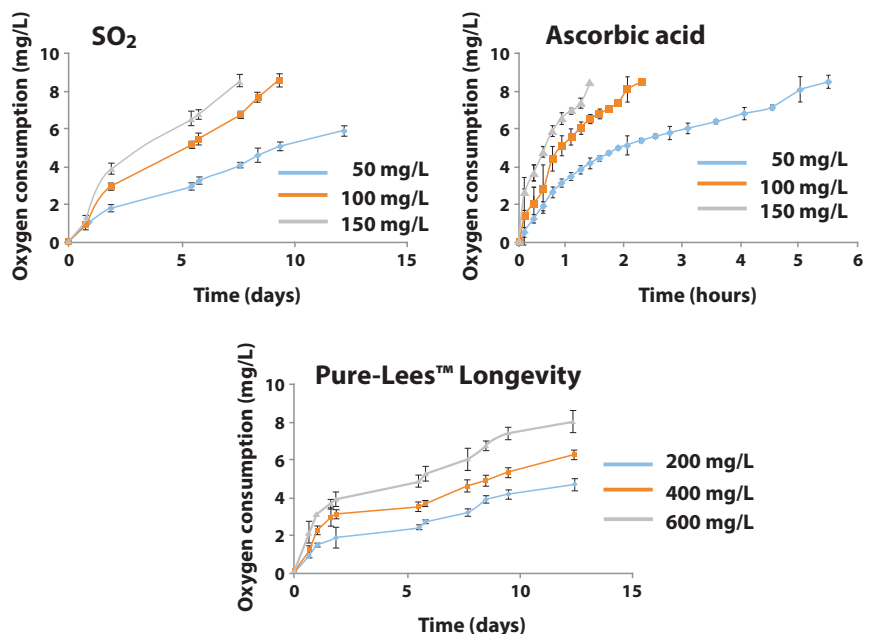 SO₂
Oxygen consumption (mg/L)
10
8
6
4
2
0
50 mg/L
100 mg/L
150 mg/L
0
5
10
15
Time (days)
Ascorbic acid
Oxygen consumption (mg/L)
10
8
6
4
2
0
50 mg/L
100 mg/L
150 mg/L
0
1
2
3
4
5
6
Time (hours)
Pure-Lees™ Longevity
Oxygen consumption (mg/L)
10
8
6
4
2
0
200 mg/L
400 mg/L
600 mg/L
0
5
10
15
Time (days)